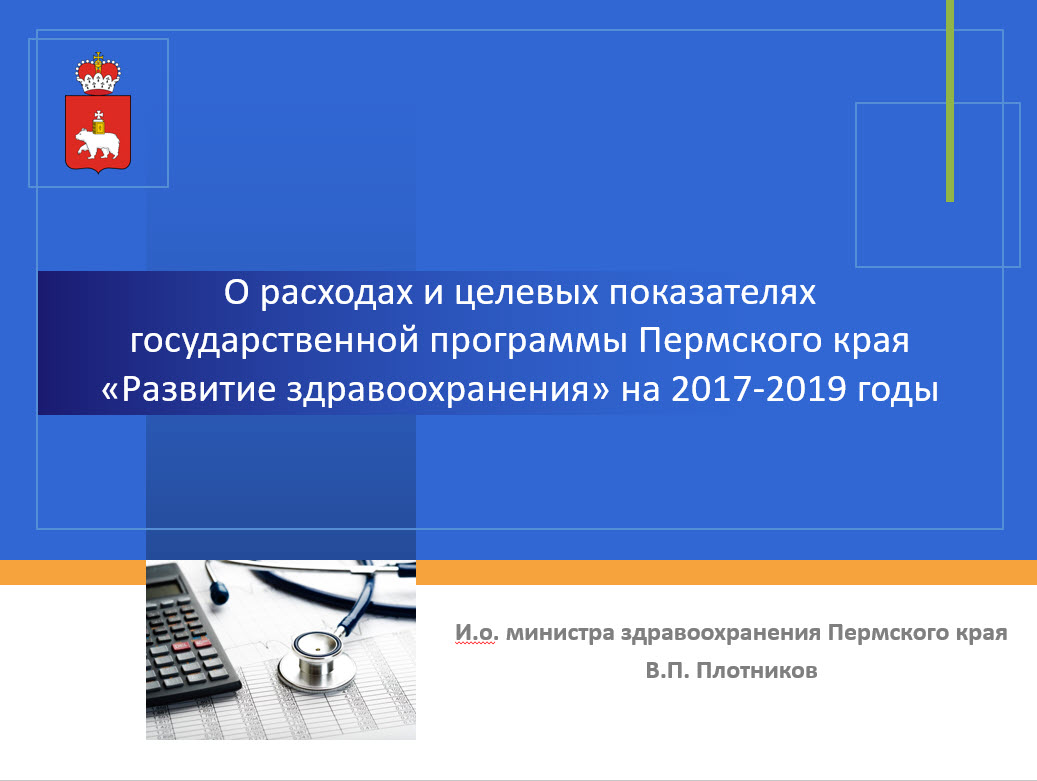 О расходах и целевых показателях
государственной программы Пермского края
«Развитие здравоохранения» на 2017-2019 годы
И.о. министра здравоохранения Пермского края
В.П. Плотников